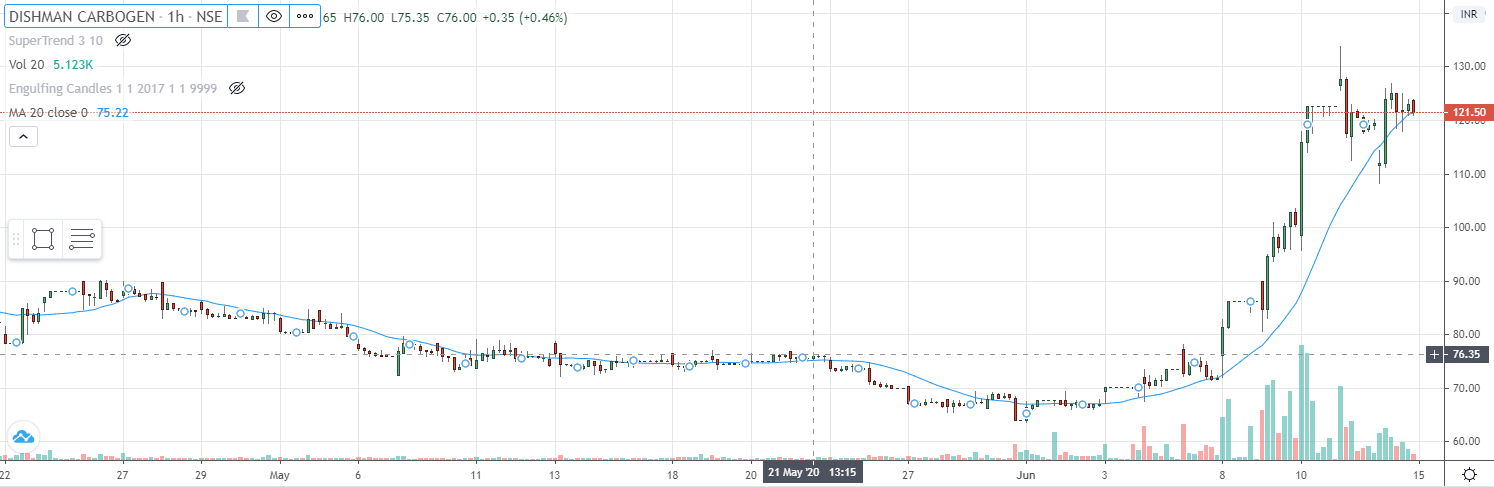 DISHMAN CARBOGEN · 1h · NSE 65 H76.00 L75.35 C76.00 +0.35 (+0.46%)
INR
SuperTrend 3 10
Vol 20 5.123K
Engulfing Candles 1 1 2017 1 1 9999
MA 20 close 0 75.22
130.00
121.50
120.00
110.00
100.00
90.00
80.00
76.35
70.00
60.00
22 27 29 May 6 11 13 18 20 21 May '20 13:15 27 Jun 3 8 10 15